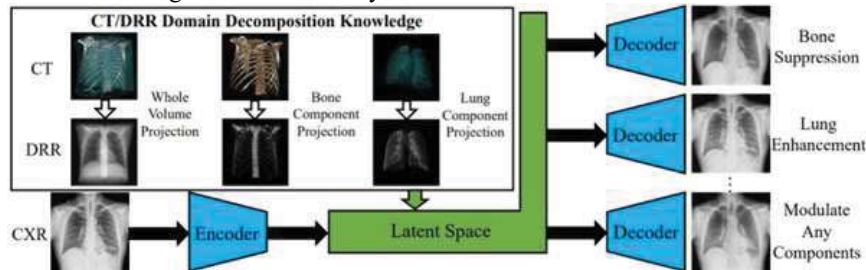 CT/DRR Domain Decomposition Knowledge
CT
Whole
Volume
Projection
Bone
Component
Projection
Lung
Component
Projection
DRR
CXR
Encoder
Latent Space
Decoder
Bone
Suppression
Decoder
Lung
Enhancement
Decoder
Modulate
Any
Components